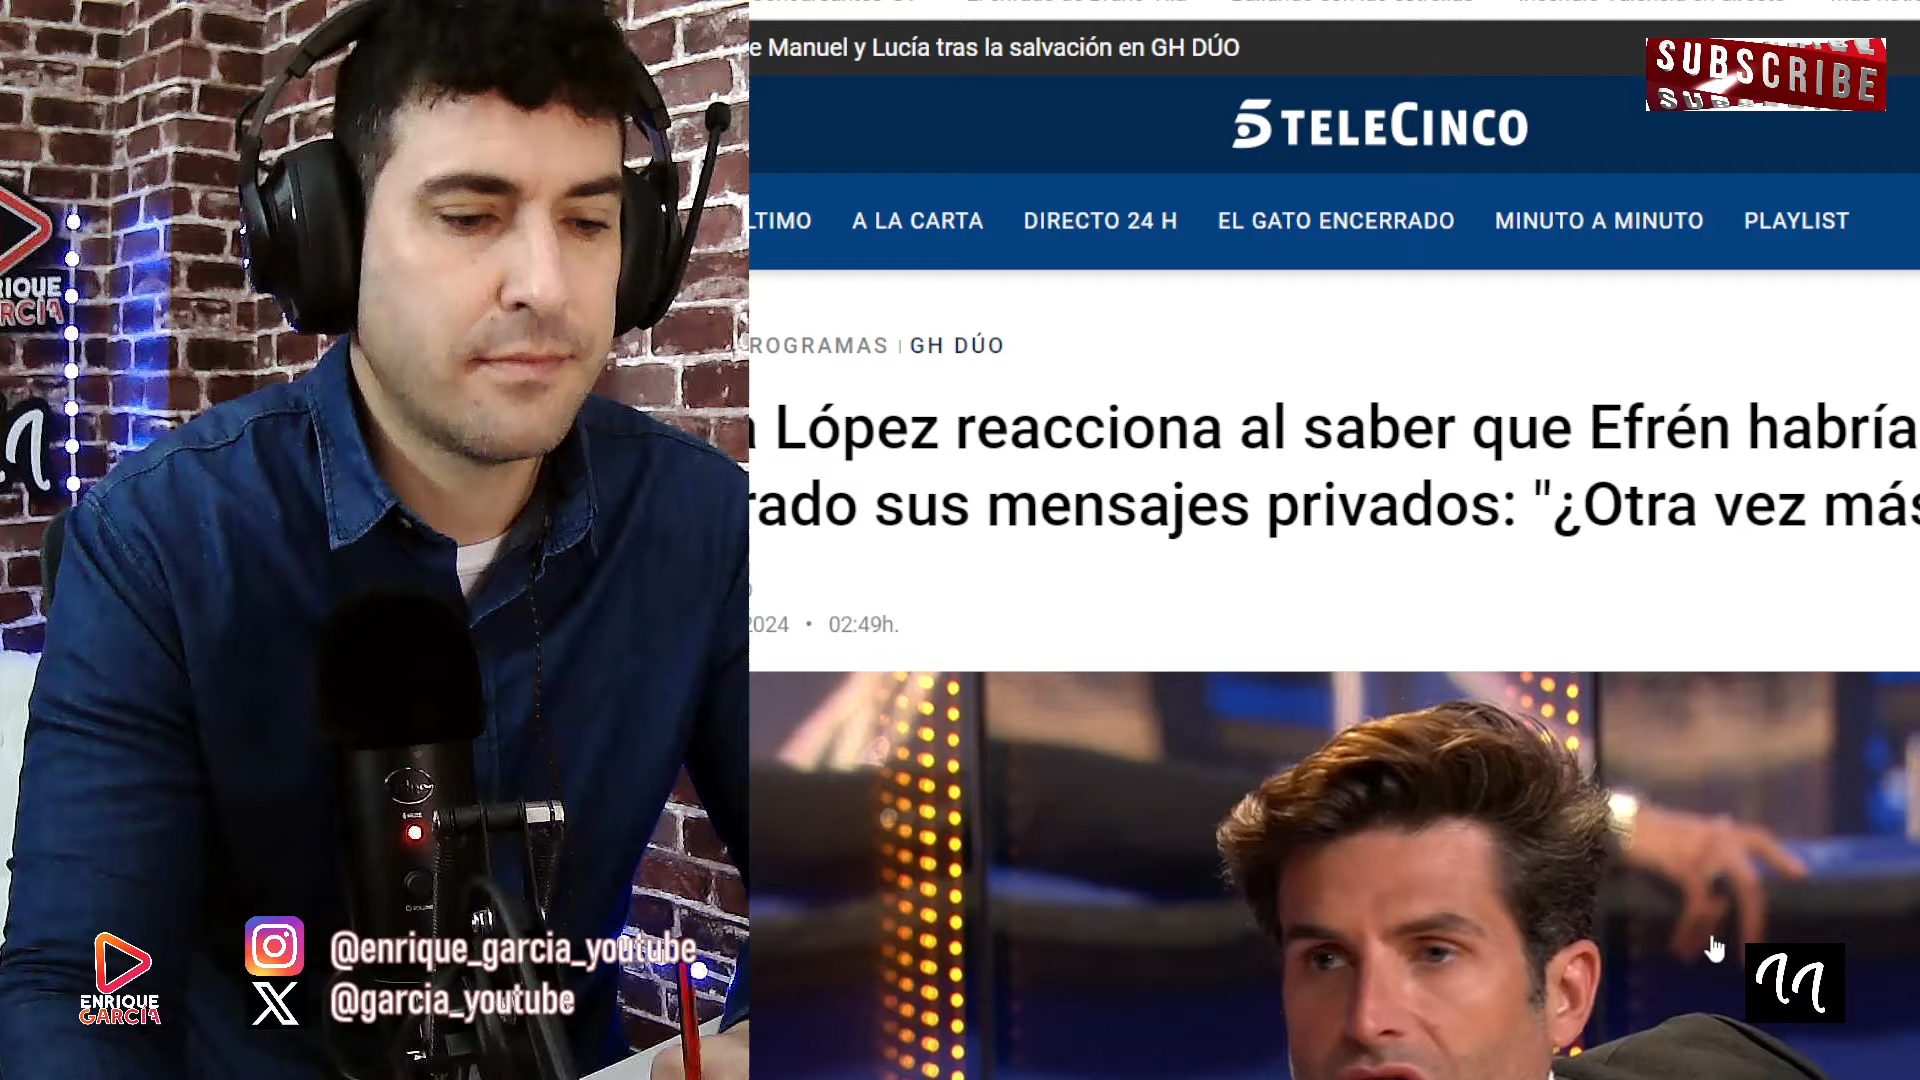 e Manuel y Lucía tras la salvación en GH DÚO
SUBSCRIBE
TELECINCO
LTIMO A LA CARTA DIRECTO 24 H EL GATO ENCERRADO MINUTO A MINUTO PLAYLIST
ROGRAMAS | GH DÚO
a López reacciona al saber que Efrén habría
rado sus mensajes privados: "¿Otra vez más
2024 • 02:49h.
RIQUE
RCIA
@enrique_garcia_youtube
@garcia_youtube
ENRIQUE
GARCIA